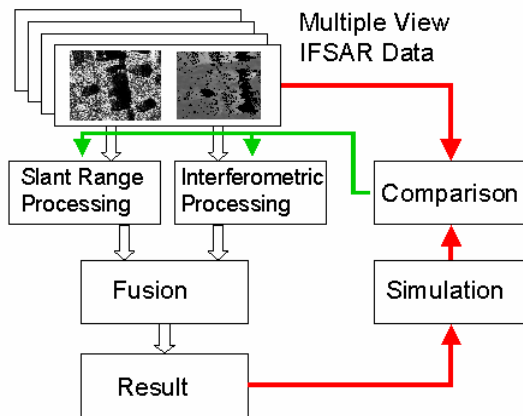 Multiple View
IFSAR Data
Slant Range
Processing
Interferometric
Processing
Comparison
Fusion
Simulation
Result